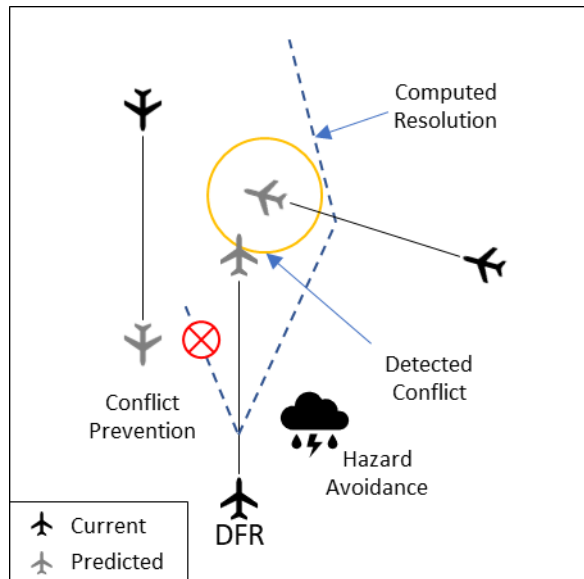 Computed
Resolution
Detected
Conflict
Conflict
Prevention
Hazard
Avoidance
DFR
Current
Predicted